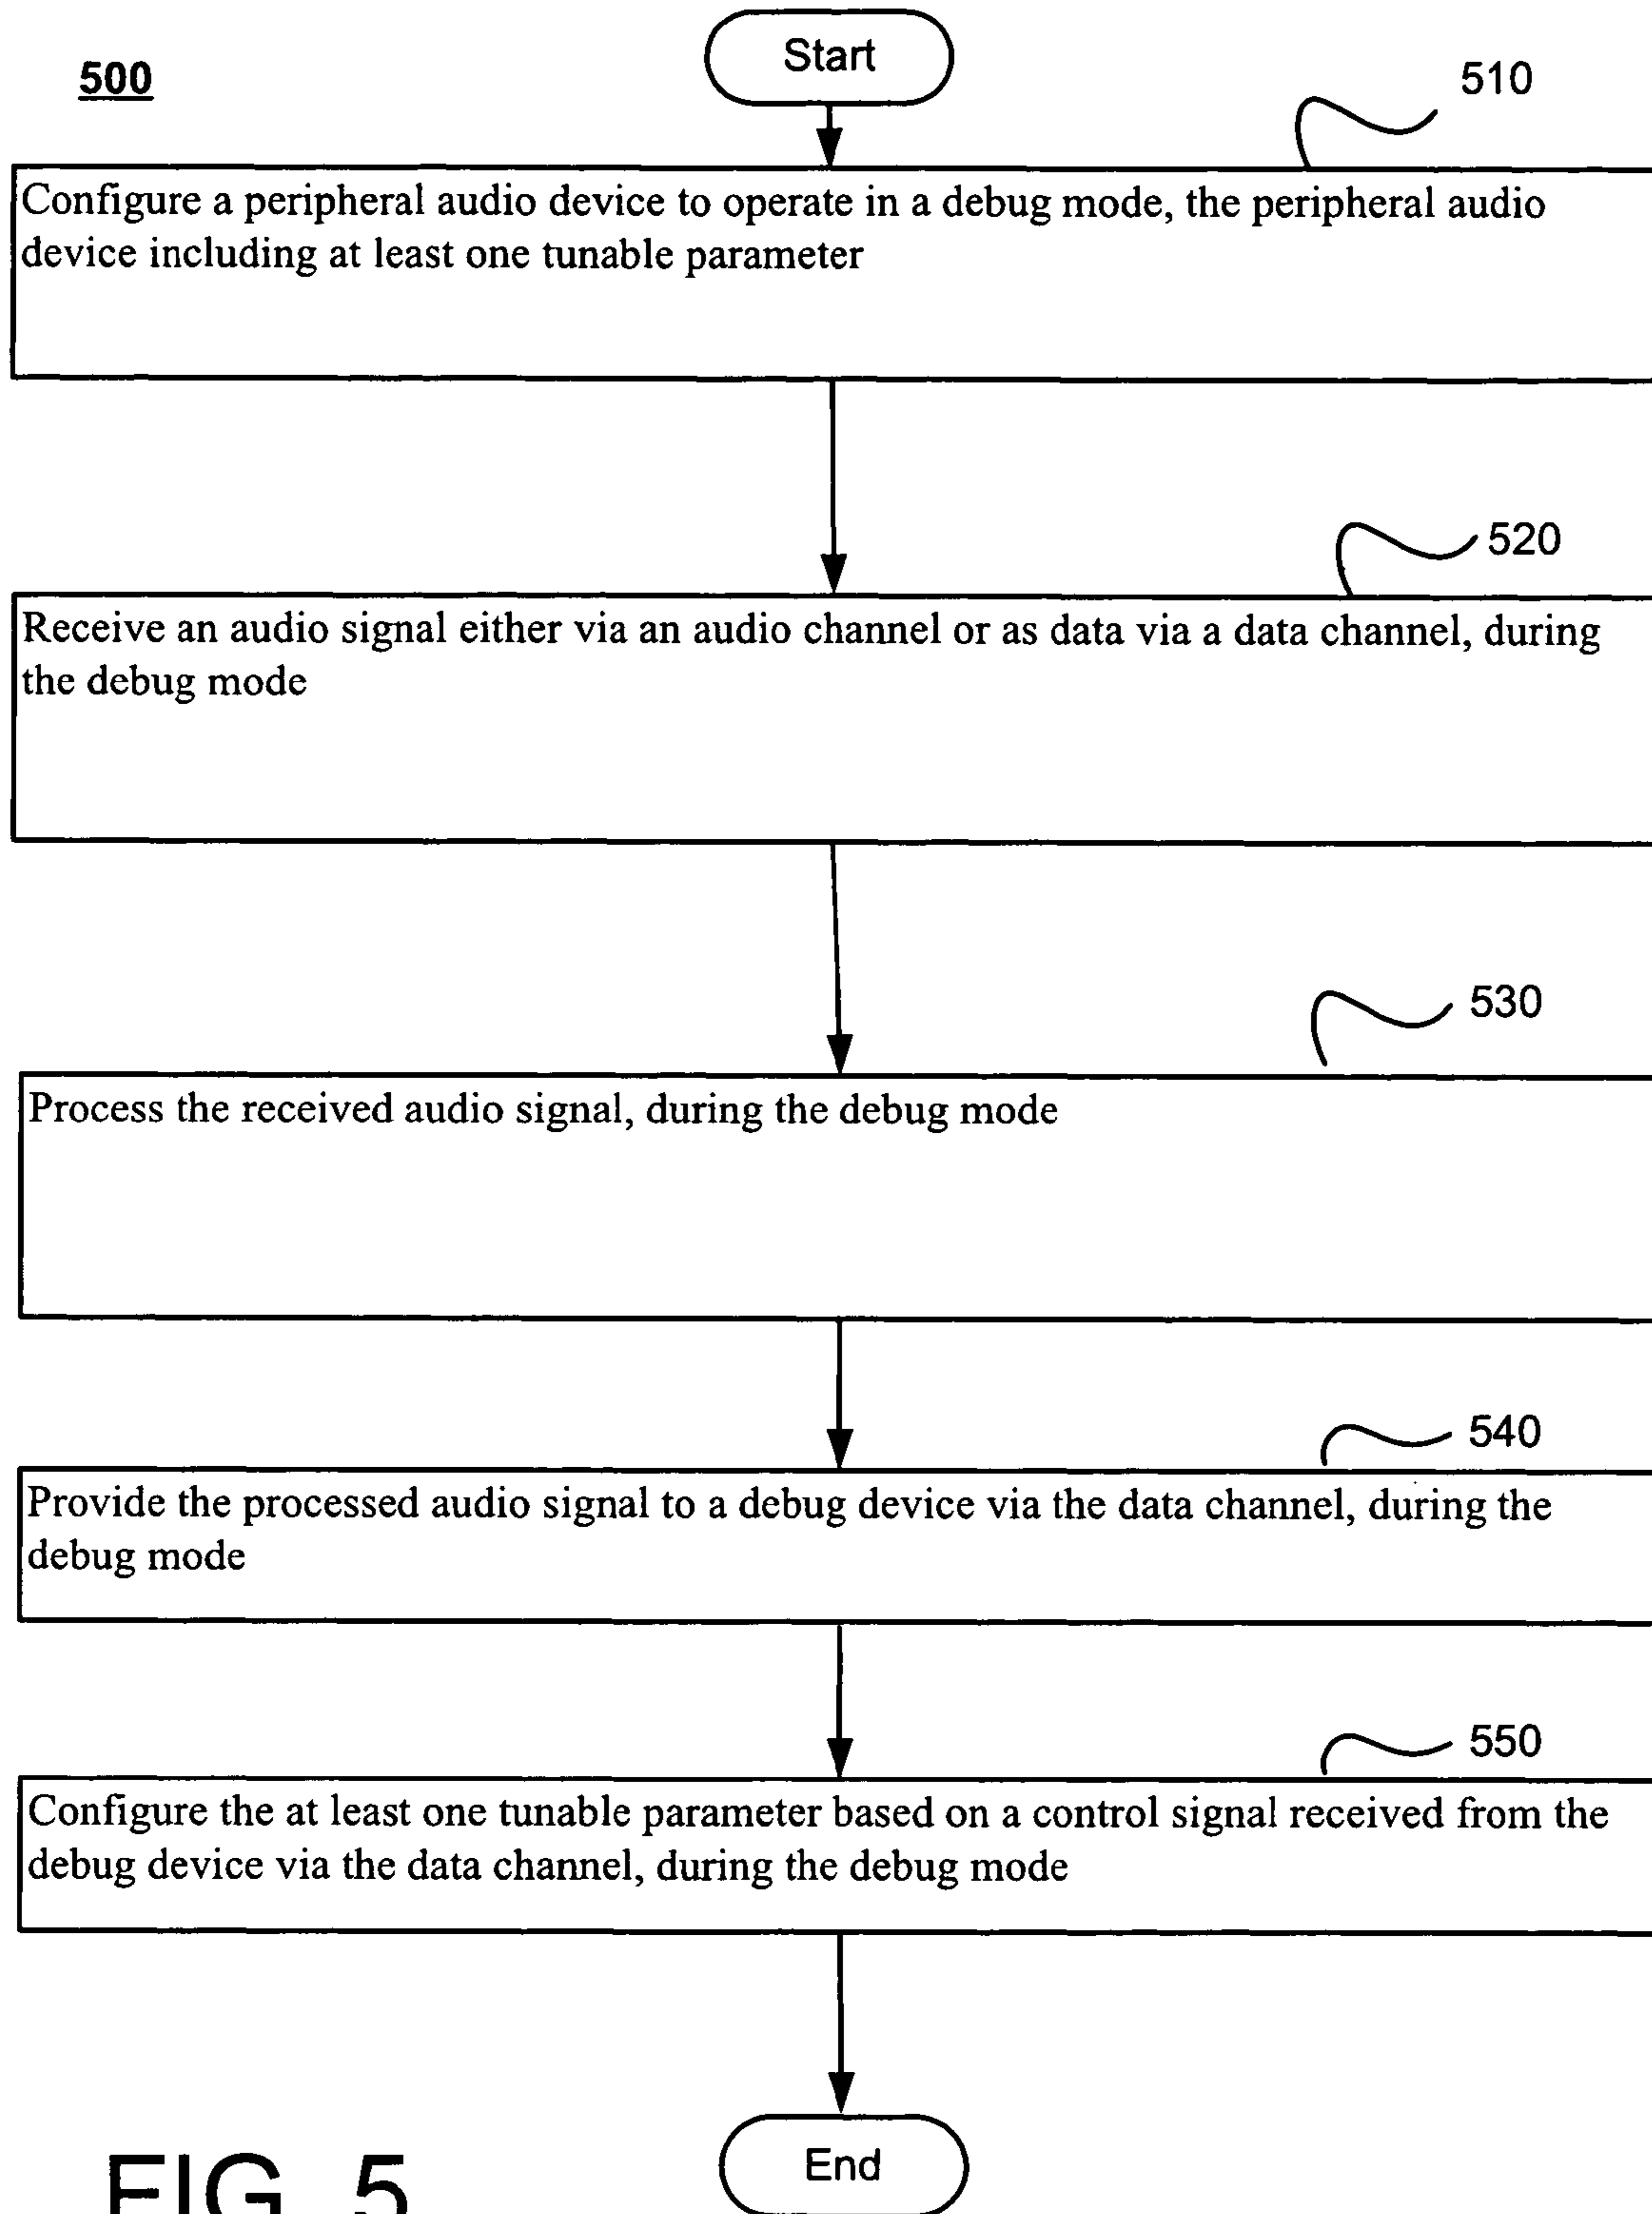 Start
500
510
Configure a peripheral audio device to operate in a debug mode, the peripheral audio
device including at least one tunable parameter
520
Receive an audio signal either via an audio channel or as data via a data channel, during
the debug mode
530
Process the received audio signal, during the debug mode
540
Provide the processed audio signal to a debug device via the data channel, during the
debug mode
550
Configure the at least one tunable parameter based on a control signal received from the
debug device via the data channel, during the debug mode
End
FIG. 5